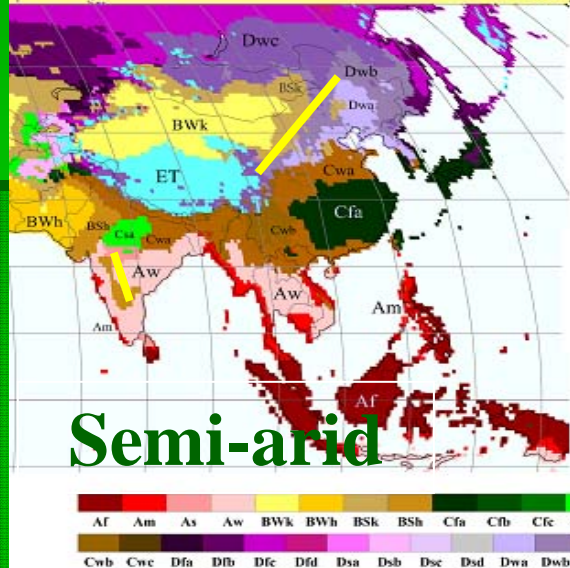 Dwc
Dwb
BSk
Dwa
BWk
ET
Cwa
Cfa
BWh
BSh
Csa
Cwa
Cwb
Aw
Aw
Am
Am
Af
Semi-arid
Af Am As Aw BWk BWh BSk BSh Cfa Cfb Cfc
Cwb Cwc Dfa Dfb Dfc Dfd Dsa Dsb Dsc Dsd Dwa Dwb